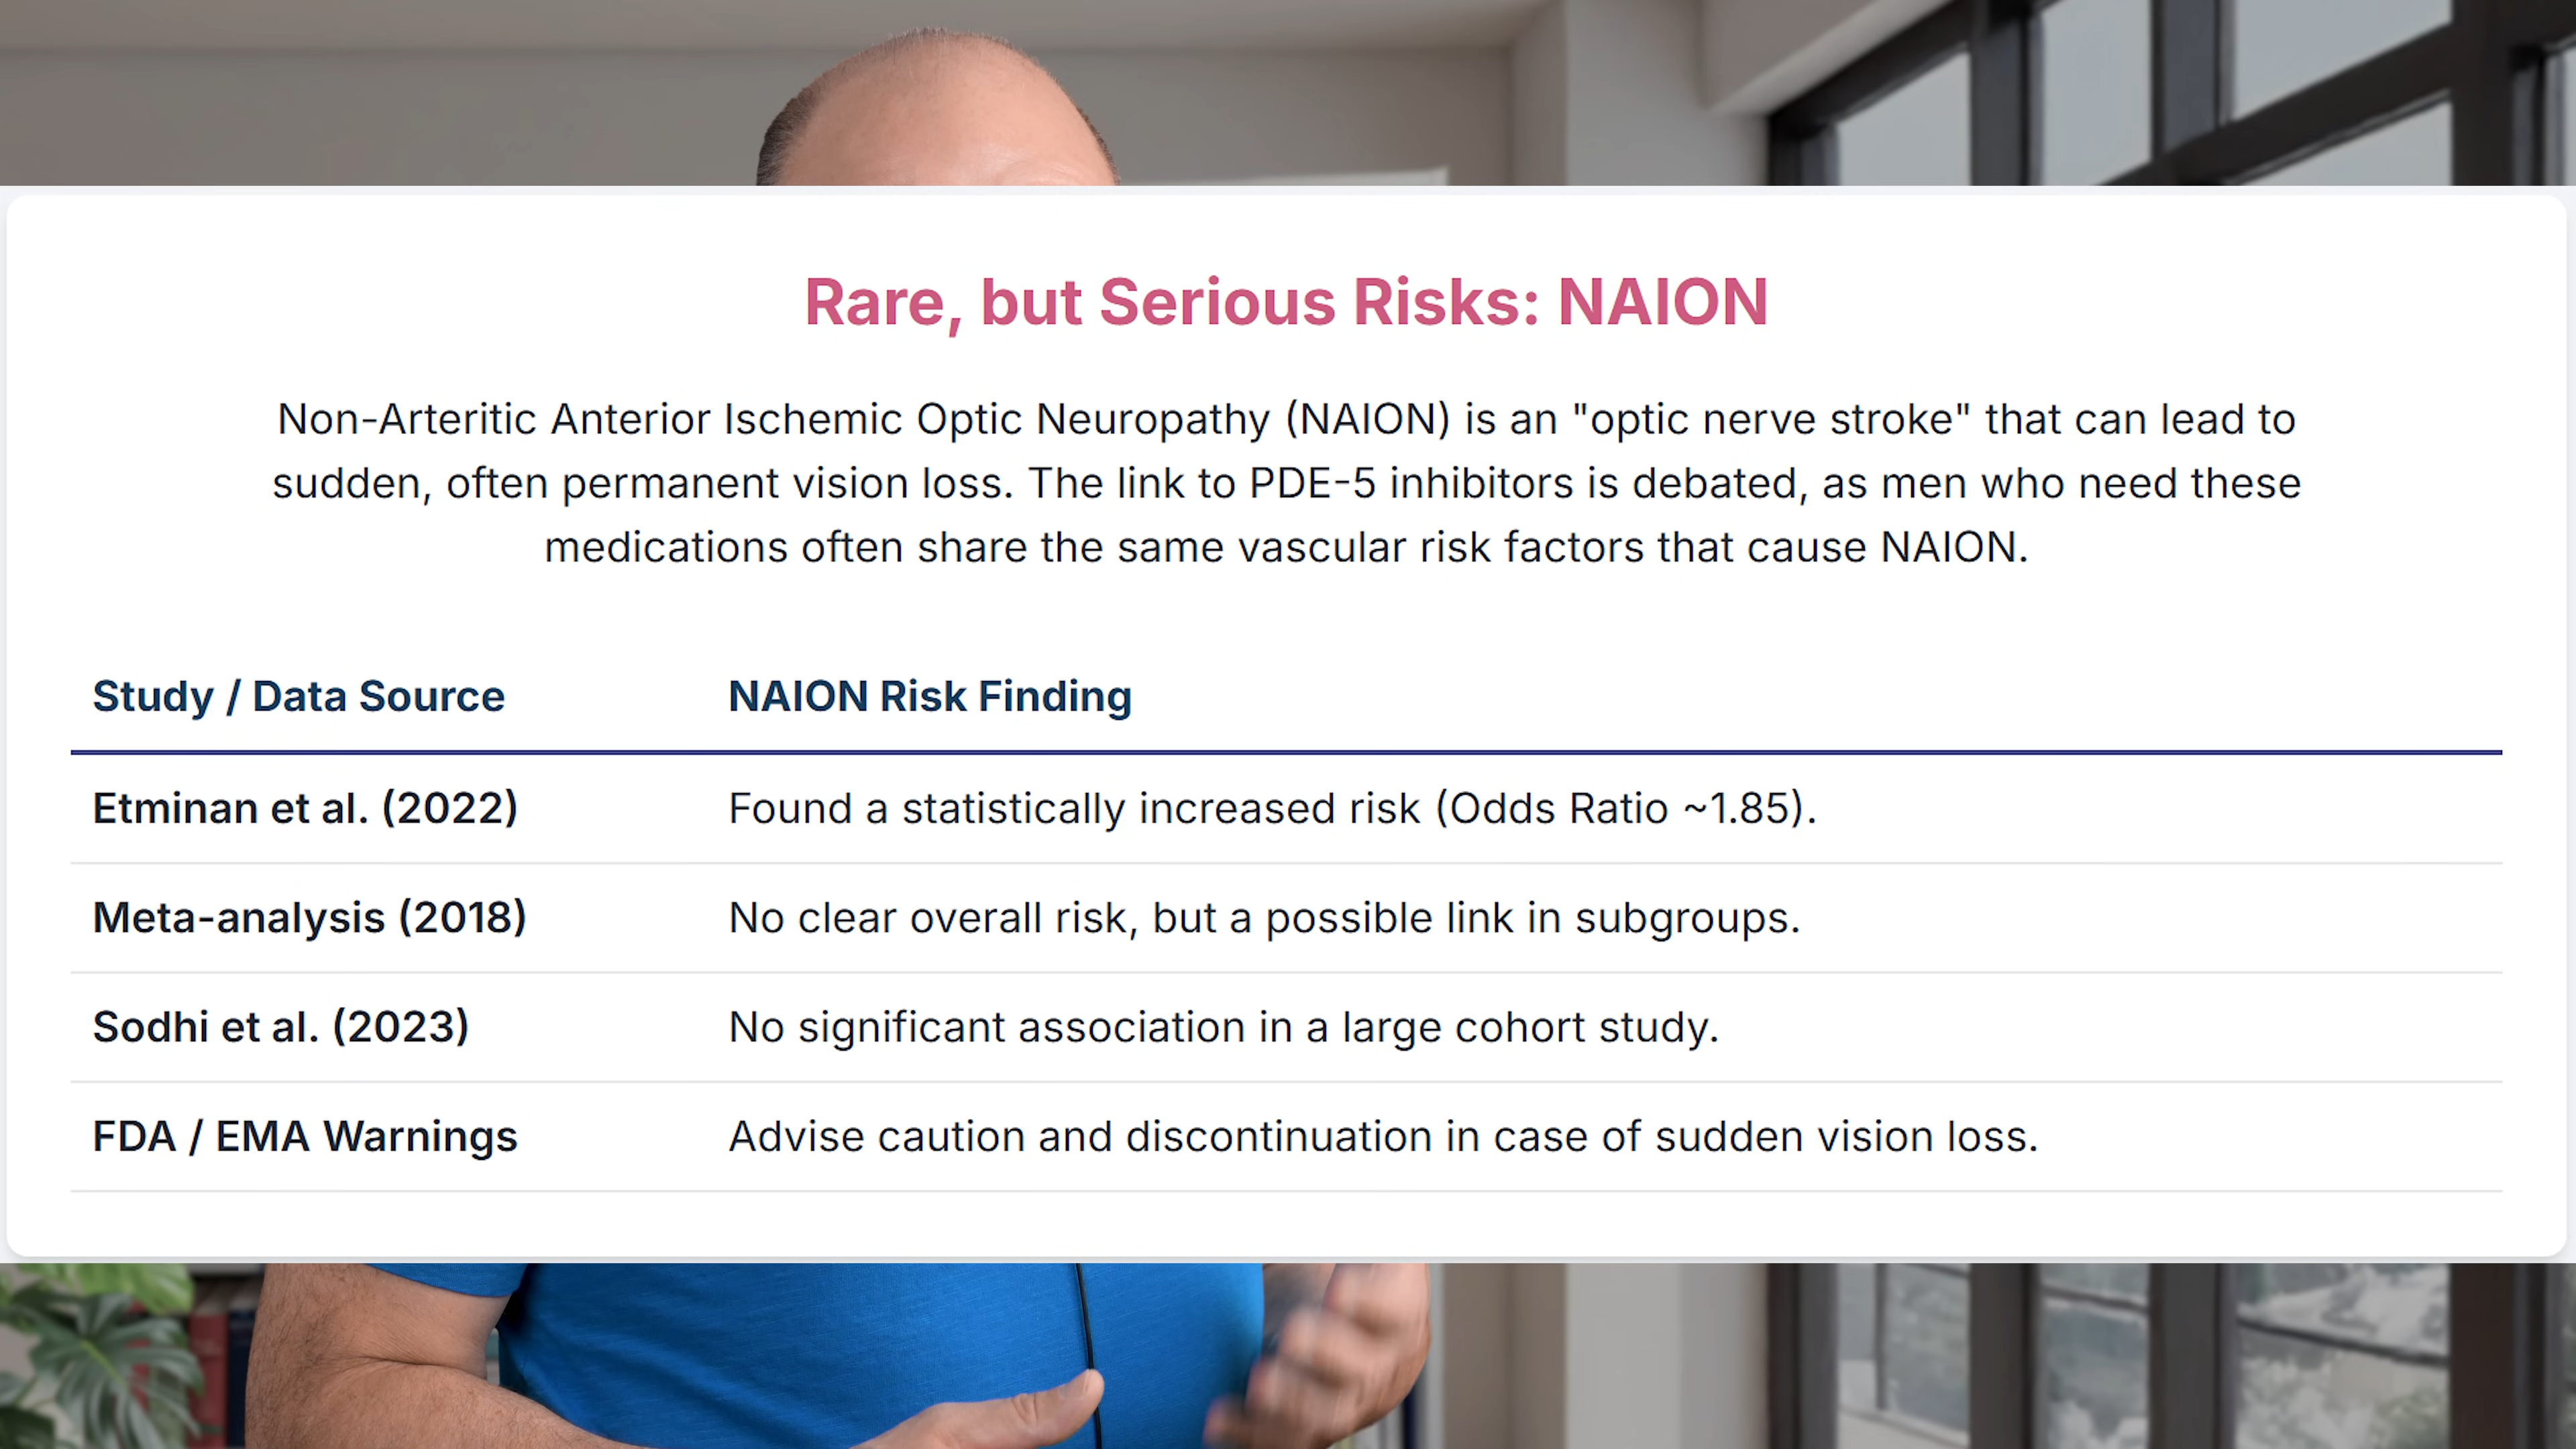 Rare, but Serious Risks: NAION
Non-Arteritic Anterior Ischemic Optic Neuropathy (NAION) is an "optic nerve stroke" that can lead to
sudden, often permanent vision loss. The link to PDE-5 inhibitors is debated, as men who need these
medications often share the same vascular risk factors that cause NAION.
Study / Data Source NAION Risk Finding
Etminan et al. (2022) Found a statistically increased risk (Odds Ratio ~1.85).
Meta-analysis (2018) No clear overall risk, but a possible link in subgroups.
Sodhi et al. (2023) No significant association in a large cohort study.
FDA / EMA Warnings Advise caution and discontinuation in case of sudden vision loss.